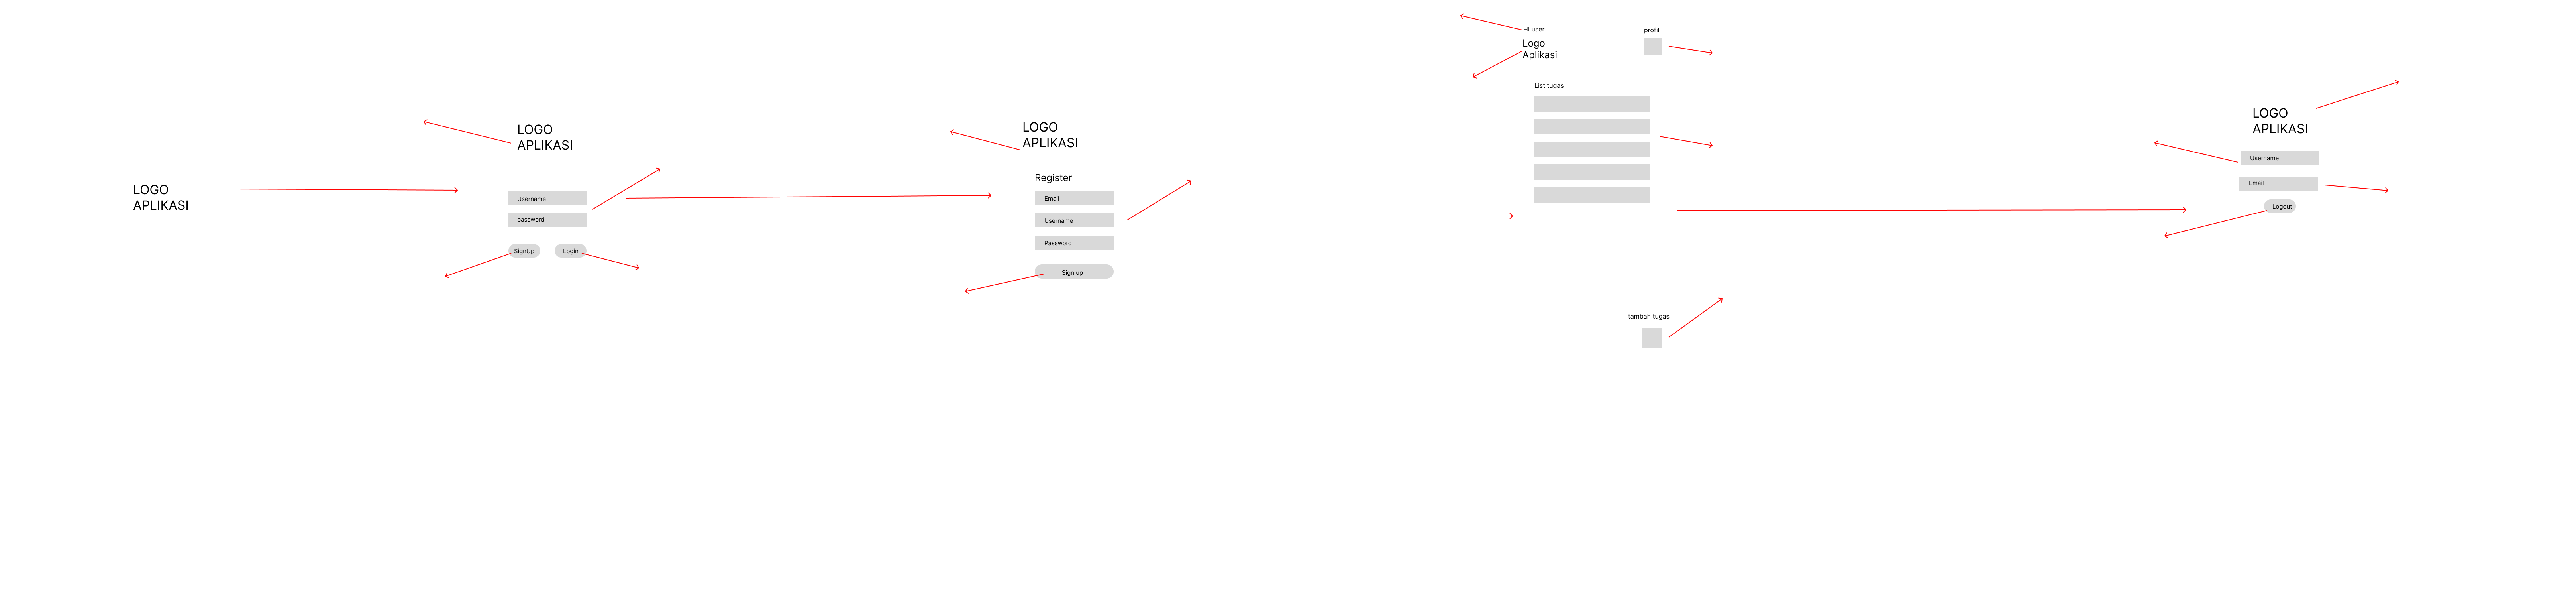 LOGO
APLIKASI
LOGO
APLIKASI
Username
password
SignUp
LogIn
LOGO
APLIKASI
Register
Email
Username
Password
Sign up
HI user
profil
Logo
Aplikasi
List tugas
tambah tugas
LOGO
APLIKASI
Username
Email
Logout